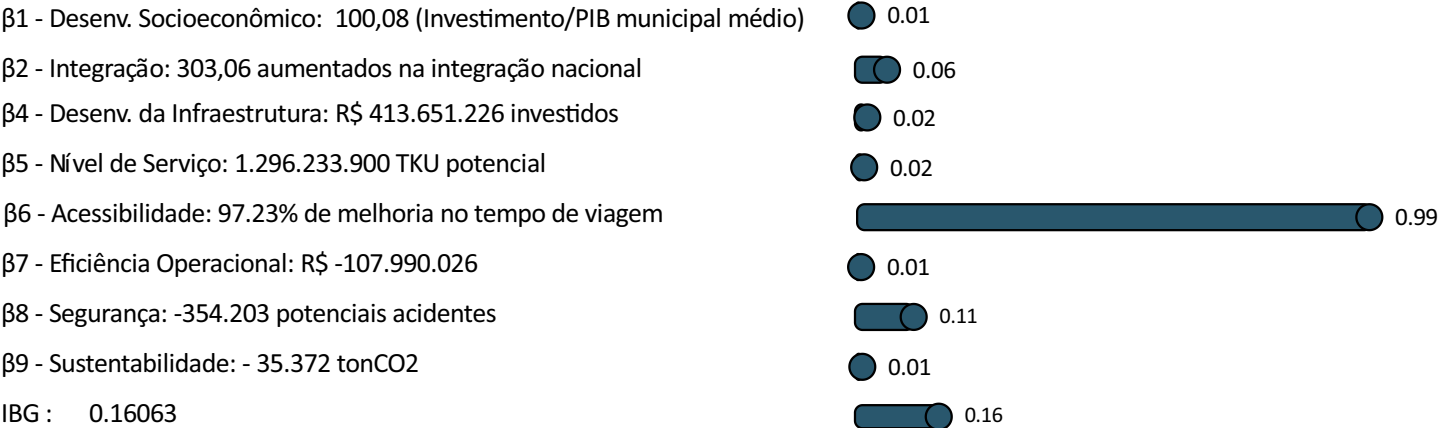 β1 - Desenv. Socioeconômico: 100,08 (Investimento/PIB municipal médio) 0.01
β2 - Integração: 303,06 aumentados na integração nacional 0.06
β4 - Desenv. da Infraestrutura: R$ 413.651.226 investidos 0.02
β5 - Nível de Serviço: 1.296.233.900 TKU potencial 0.02
β6 - Acessibilidade: 97.23% de melhoria no tempo de viagem 0.99
β7 - Eficiência Operacional: R$ -107.990.026 0.01
β8 - Segurança: -354.203 potenciais acidentes 0.11
β9 - Sustentabilidade: - 35.372 tonCO2 0.01
IBG : 0.16063 0.16